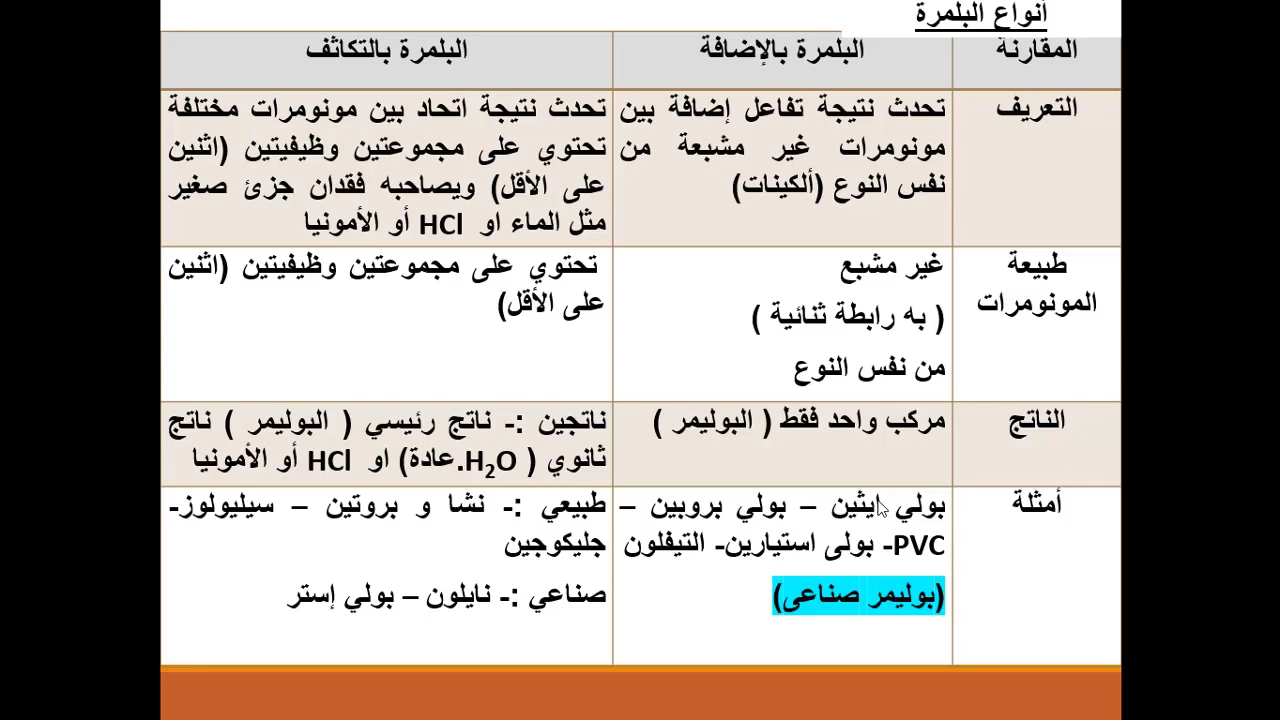 أنواع البلمرة
المقارنة
البلمرة بالإضافة
البلمرة بالتكاثف
التعريف
تحدث نتيجة تفاعل إضافة بين
مونومرات غير مشبعة من
نفس النوع (ألكينات)
تحدث نتيجة اتحاد بين مونومرات مختلفة
تحتوي على مجموعتين وظيفيتين (اثنين
على الأقل) ويصاحبه فقدان جزئ صغير
مثل الماء او HCl أو الأمونيا
طبيعة
المونومرات
غير مشبع
( به رابطة ثنائية )
من نفس النوع
تحتوي على مجموعتين وظيفيتين (اثنين
على الأقل)
الناتج
مركب واحد فقط ( البوليمر )
ناتجين :- ناتج رئيسي ( البوليمر ) ناتج
ثانوي ( H₂O.عادة) او HCl أو الأمونيا
أمثلة
بولي إيثين – بولي بروبين –
PVC- بولى استيارين- التيفلون
(بوليمر صناعى)
طبيعي :- نشا و بروتين – سيليولوز-
جليكوجين
صناعي :- نايلون – بولي إستر